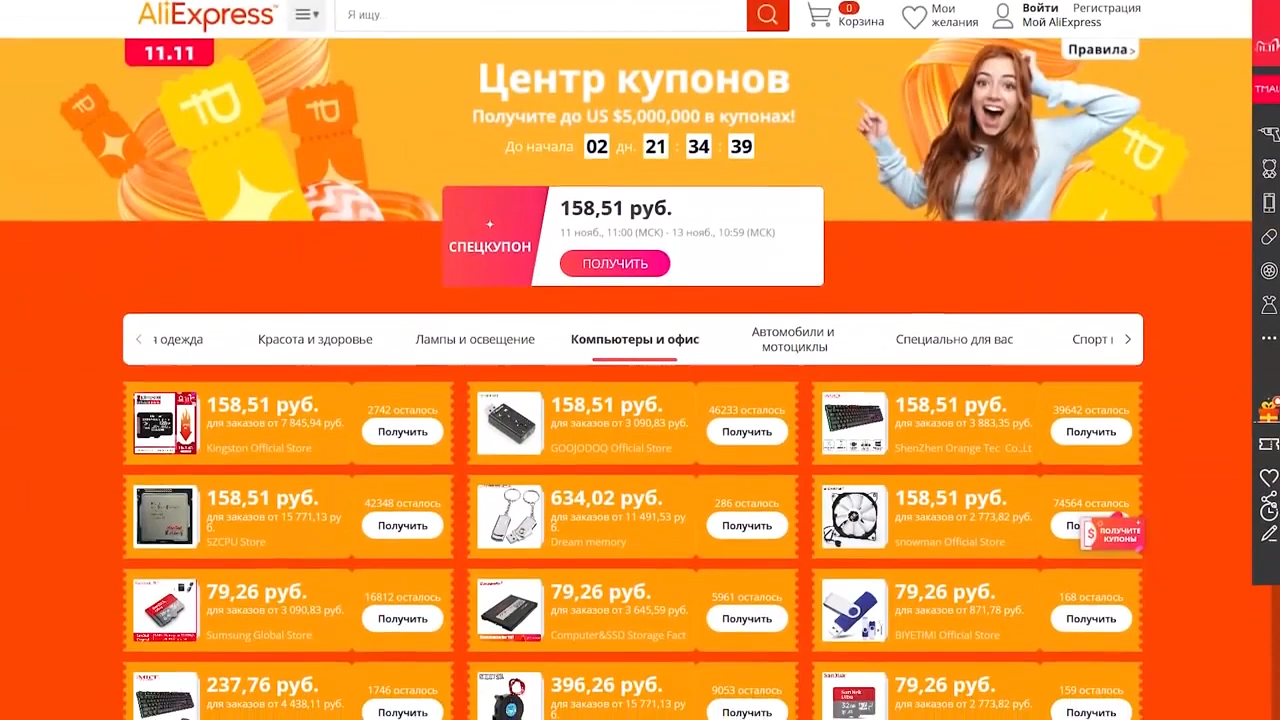 AliExpress
Я ищу...
0
Корзина
Мои
желания
Войти
Регистрация
Мой AliExpress
11.11
Правила >
Центр купонов
Получите до US $5,000,000 в купонах!
До начала 02 дн. 21 : 34 : 39
СПЕЦКУПОН
158,51 руб.
11 нояб., 11:00 (МСК) - 13 нояб., 10:59 (МСК)
ПОЛУЧИТЬ
я одежда
Красота и здоровье
Лампы и освещение
Компьютеры и офис
Автомобили и
мотоциклы
Специально для вас
Спорт
158,51 руб.
для заказов от 7 845,94 руб.
Kingston Official Store
2742 осталось
Получить
158,51 руб.
для заказов от 3 090,83 руб.
GOOJODOQ Official Store
46233 осталось
Получить
158,51 руб.
для заказов от 3 883,35 руб.
ShenZhen Orange Tec Co.,Lt
39642 осталось
Получить
158,51 руб.
для заказов от 15 771,13 ру
б.
SZCPU Store
42348 осталось
Получить
634,02 руб.
для заказов от 11 491,53 ру
б.
Dream memory
286 осталось
Получить
158,51 руб.
для заказов от 2 773,82 руб.
snowman Official Store
74564 осталось
По
ПОЛУЧИТЕ
КУПОНЫ
79,26 руб.
для заказов от 3 090,83 руб.
Sumsung Global Store
16812 осталось
Получить
79,26 руб.
для заказов от 3 645,59 руб.
Computer&SSD Storage Fact
5961 осталось
Получить
79,26 руб.
для заказов от 871,78 руб.
BIYETIMI Official Store
168 осталось
Получить
237,76 руб.
для заказов от 4 438,11 руб.
1746 осталось
Получить
396,26 руб.
для заказов от 15 771,13 ру
б.
9053 осталось
Получить
79,26 руб.
для заказов от 2 773,82 руб.
159 осталось
Получить
11.11
TMAL